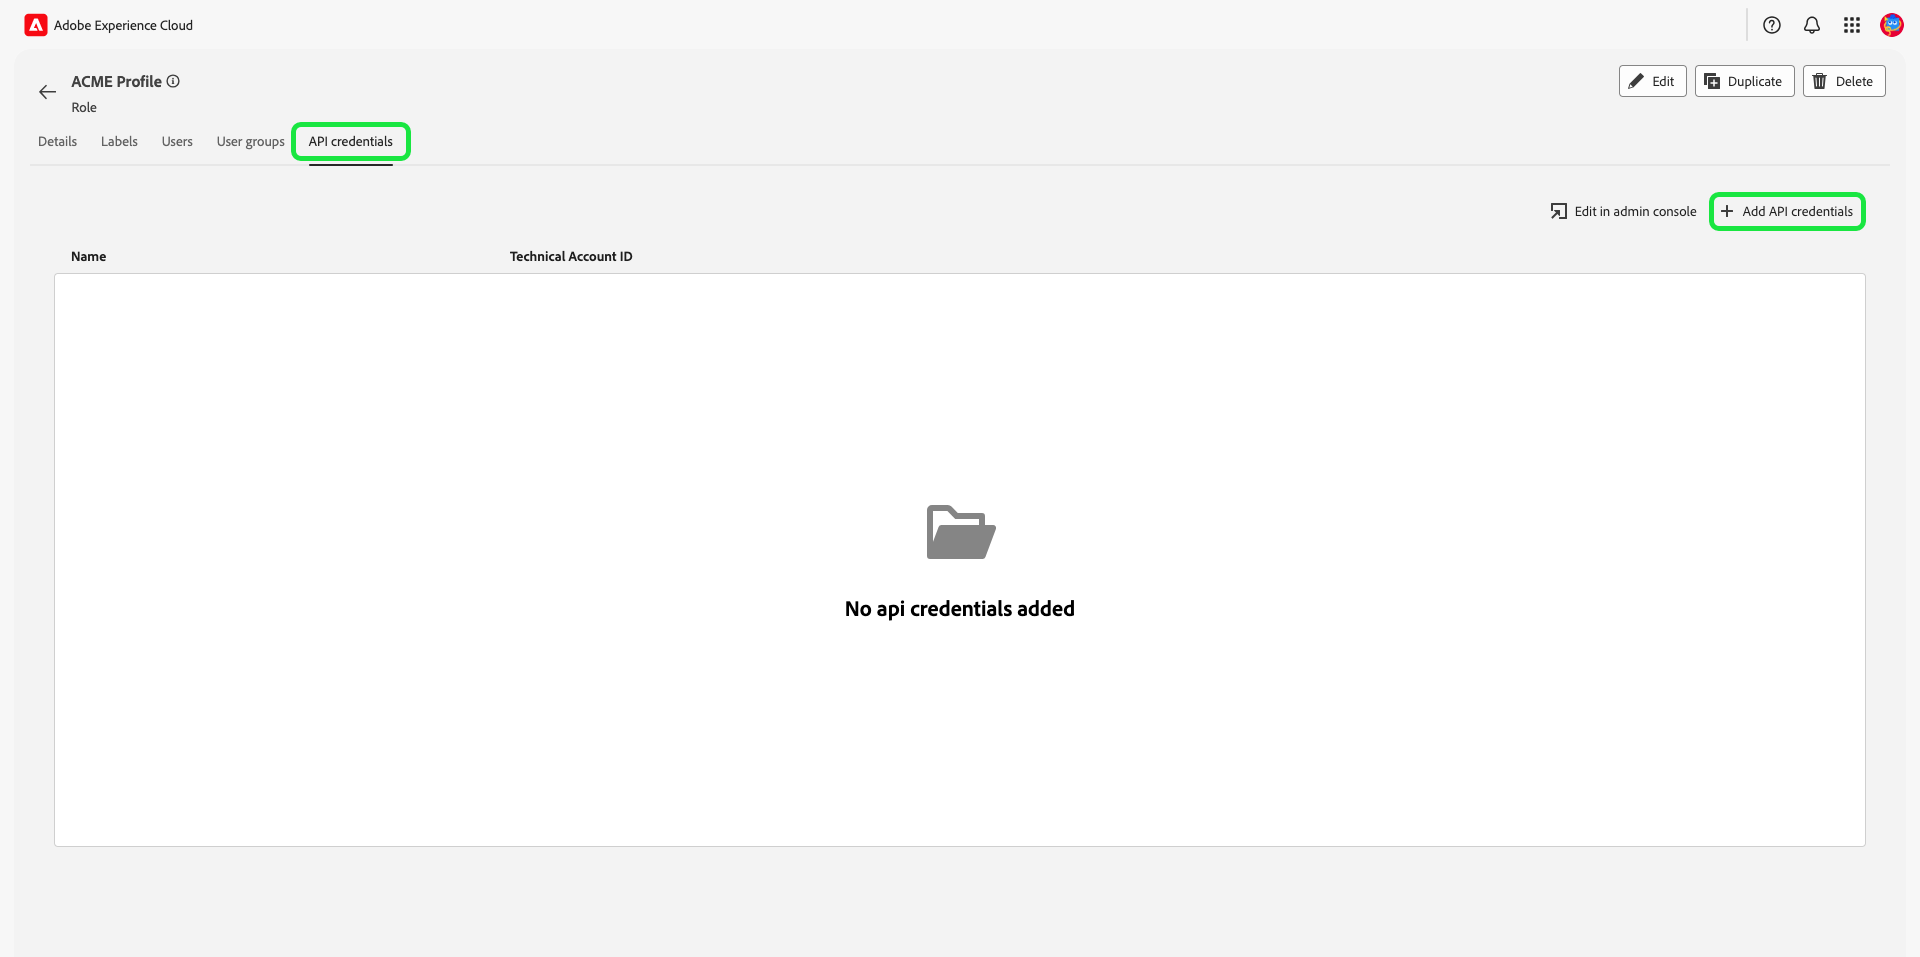 Adobe Experience Cloud
ACME Profile
Role
Edit
Duplicate
Delete
Details
Labels
Users
User groups
API credentials
Edit in admin console
Add API credentials
Name
Technical Account ID
No api credentials added